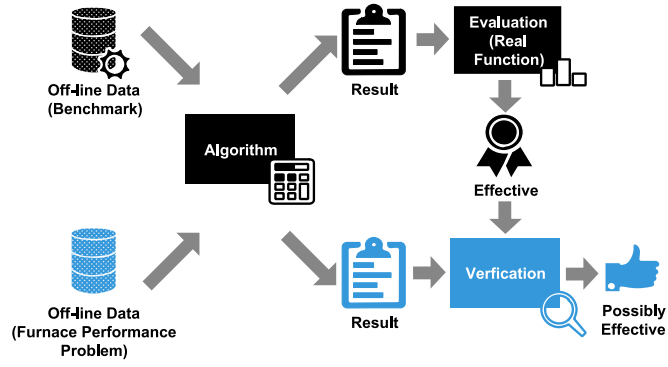 Off-line Data
(Benchmark)
Algorithm
Result
Evaluation
(Real
Function)
Effective
Off-line Data
(Furnace Performance
Problem)
Result
Verfication
Possibly
Effective